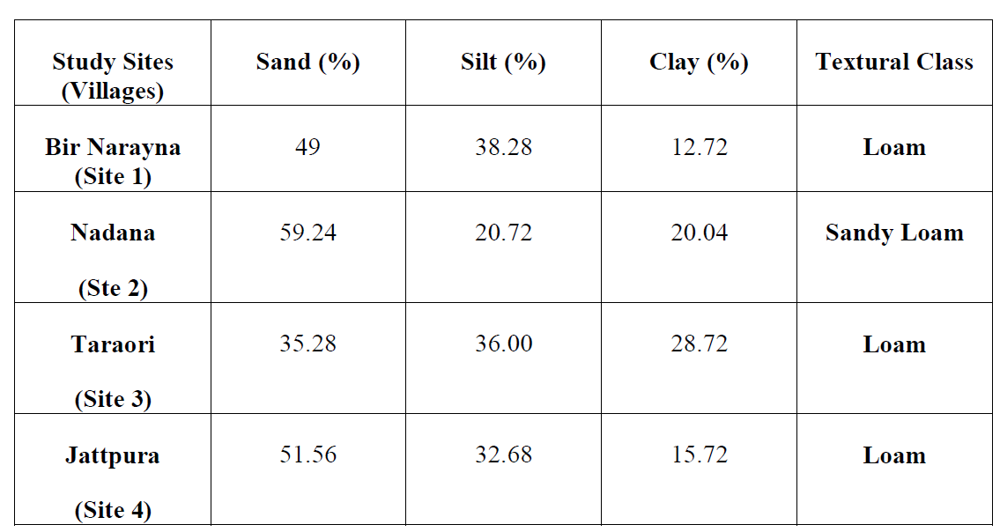 Study Sites Sand (%) Silt (%) Clay (%) Textural Class
(Villages)
Bir Narayna 49 38.28 12.72 Loam
(Site 1)
Nadana 59.24 20.72 20.04 Sandy Loam
(Ste 2)
Taraori 35.28 36.00 28.72 Loam
(Site 3)
Jattpura 51.56 32.68 15.72 Loam
(Site 4)